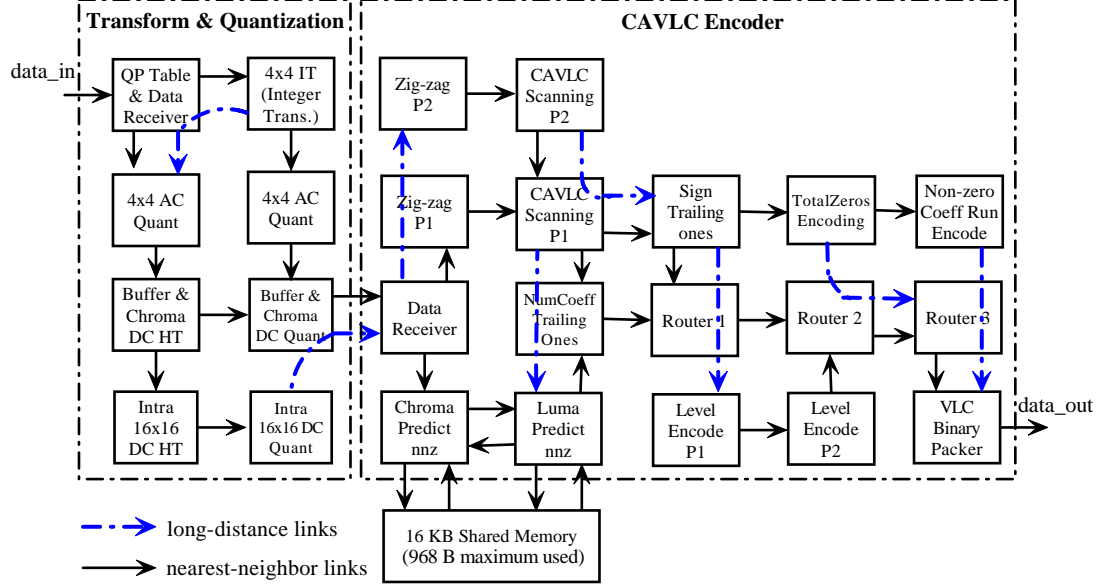 Transform & Quantization
CAVLC Encoder
data_in
QP Table
& Data
Receiver
4x4 IT
(Integer
Trans.)
Zig-zag
P2
CAVLC
Scanning
P2
4x4 AC
Quant
4x4 AC
Quant
Zig-zag
P1
CAVLC
Scanning
P1
Sign
Trailing
ones
TotalZeros
Encoding
Non-zero
Coeff Run
Encode
Buffer &
Chroma
DC HT
Buffer &
Chroma
DC Quant
Data
Receiver
NumCoeff
Trailing
Ones
Router 1
Router 2
Router 3
Intra
16x16
DC HT
Intra
16x16 DC
Quant
Chroma
Predict
nnz
Luma
Predict
nnz
Level
Encode
P1
Level
Encode
P2
VLC
Binary
Packer
data_out
16 KB Shared Memory
(968 B maximum used)
long-distance links
nearest-neighbor links